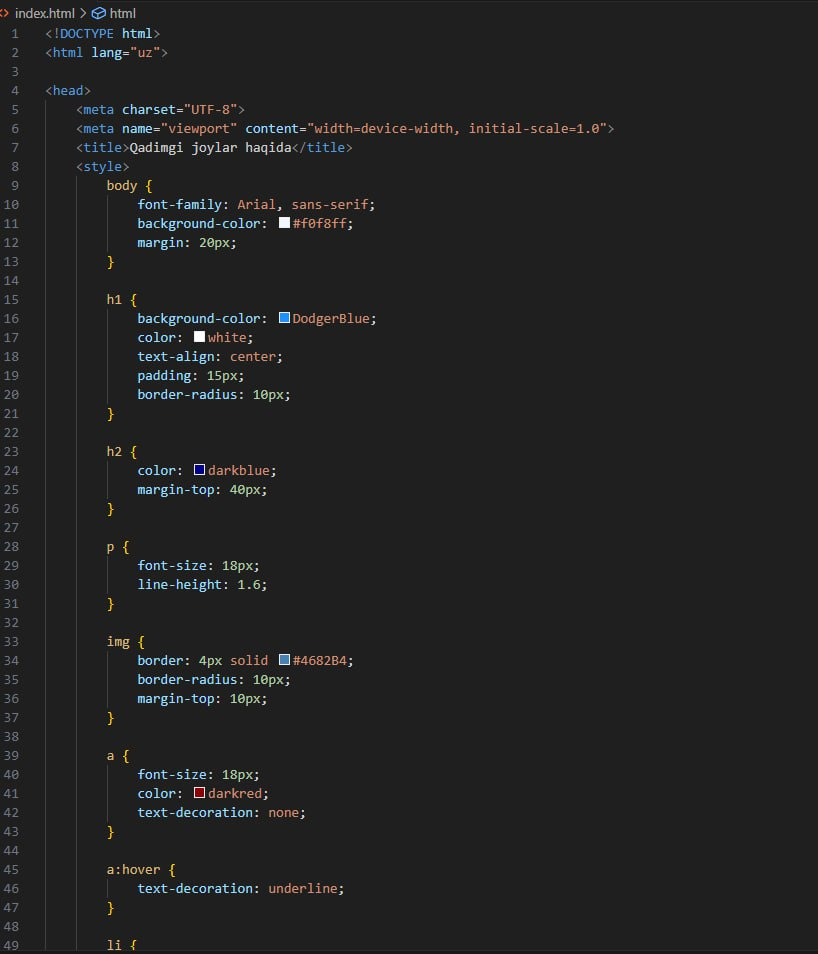 index.html > html
1 <!DOCTYPE html>
2 <html lang="uz">
3
4 <head>
5     <meta charset="UTF-8">
6     <meta name="viewport" content="width=device-width, initial-scale=1.0">
7     <title>Qadimgi joylar haqida</title>
8     <style>
9         body {
10             font-family: Arial, sans-serif;
11             background-color: #f0f8ff;
12             margin: 20px;
13         }
14
15         h1 {
16             background-color: DodgerBlue;
17             color: white;
18             text-align: center;
19             padding: 15px;
20             border-radius: 10px;
21         }
22
23         h2 {
24             color: darkblue;
25             margin-top: 40px;
26         }
27
28         p {
29             font-size: 18px;
30             line-height: 1.6;
31         }
32
33         img {
34             border: 4px solid #4682B4;
35             border-radius: 10px;
36             margin-top: 10px;
37         }
38
39         a {
40             font-size: 18px;
41             color: darkred;
42             text-decoration: none;
43         }
44
45         a:hover {
46             text-decoration: underline;
47         }
48
49         li {